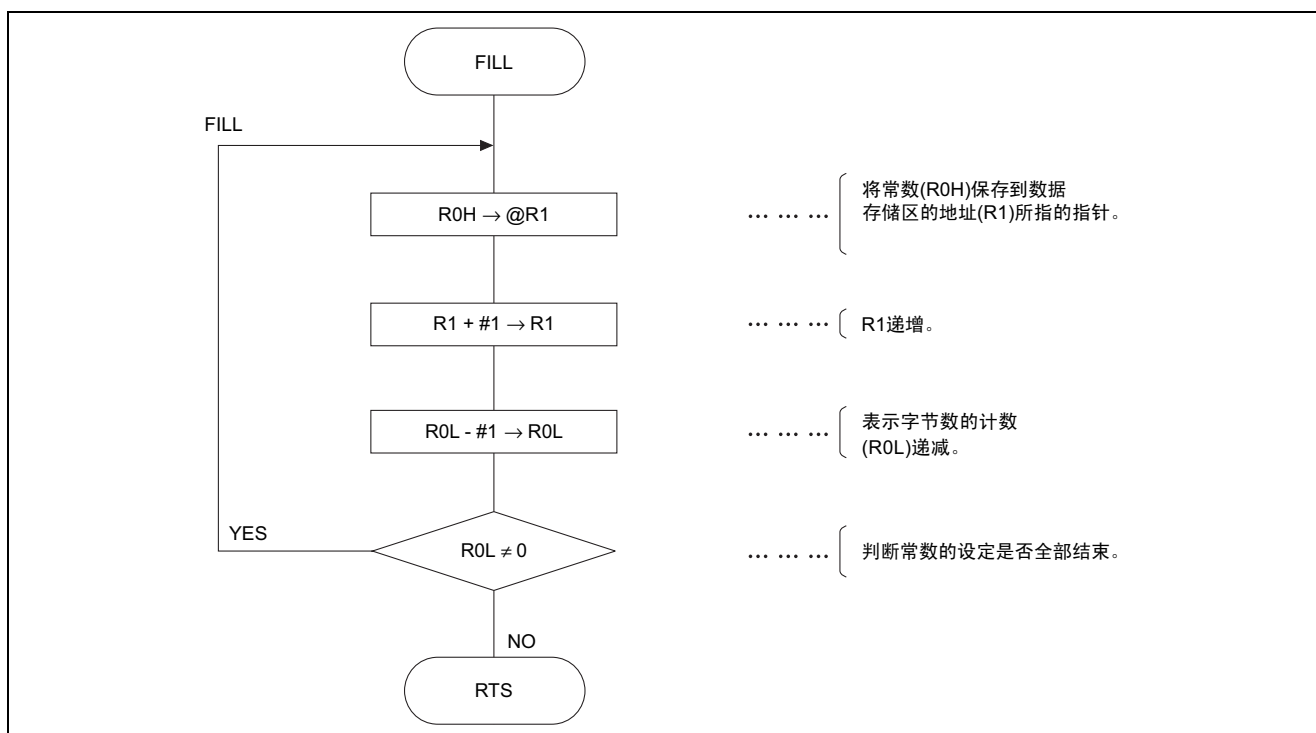 FILL
FILL
R0H → @R1
… … …
将常数(R0H)保存到数据
存储区的地址(R1)所指的指针。
R1 + #1 → R1
… … …
R1递增。
R0L - #1 → R0L
… … …
表示字节数的计数
(R0L)递减。
YES
R0L ≠ 0
… … …
判断常数的设定是否全部结束。
NO
RTS